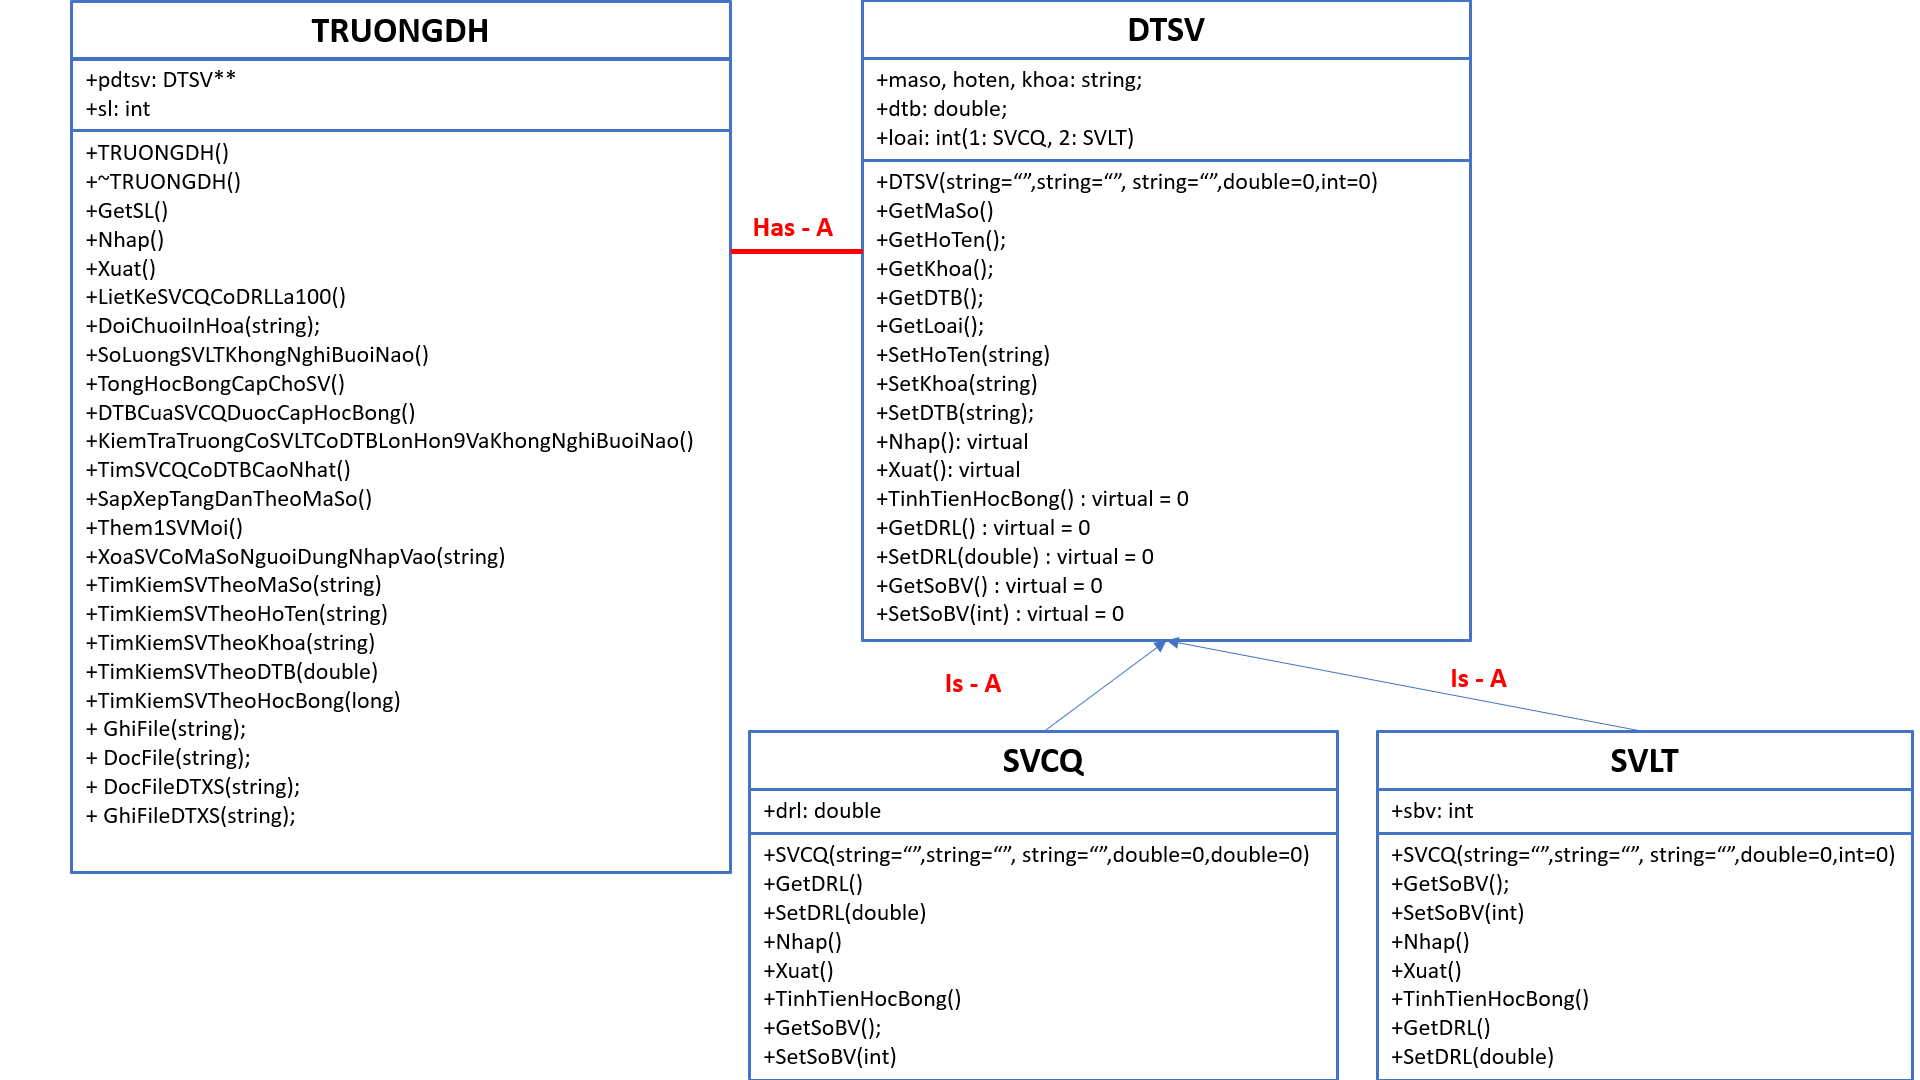 TRUONGDH
+pdtsv: DTSV**
+sl: int
+TRUONGDH()
+~TRUONGDH()
+GetSL()
+Nhap()
+Xuat()
+LietKeSVCQCoDRLLa100()
+DoiChuoiInHoa(string);
+SoLuongSVLTKhongNghiBuoiNao()
+TongHocBongCapChoSV()
+DTBCuaSVCQDuocCapHocBong()
+KiemTraTruongCoSVLTCoDTBLonHon9VaKhongNghiBuoiNao()
+TimSVCQCoDTBCaoNhat()
+SapXepTangDanTheoMaSo()
+Them1SVMoi()
+XoaSVCoMaSoNguoiDungNhapVao(string)
+TimKiemSVTheoMaSo(string)
+TimKiemSVTheoHoTen(string)
+TimKiemSVTheoKhoa(string)
+TimKiemSVTheoDTB(double)
+TimKiemSVTheoHocBong(long)
+ GhiFile(string);
+ DocFile(string);
+ DocFileDTXS(string);
+ GhiFileDTXS(string);
Has - A
DTSV
+maso, hoten, khoa: string;
+dtb: double;
+loai: int(1: SVCQ, 2: SVLT)
+DTSV(string=“”,string=“”, string=“”,double=0,int=0)
+GetMaSo()
+GetHoTen();
+GetKhoa();
+GetDTB();
+GetLoai();
+SetHoTen(string)
+SetKhoa(string)
+SetDTB(string);
+Nhap(): virtual
+Xuat(): virtual
+TinhTienHocBong() : virtual = 0
+GetDRL() : virtual = 0
+SetDRL(double) : virtual = 0
+GetSoBV() : virtual = 0
+SetSoBV(int) : virtual = 0
Is - A
Is - A
SVCQ
+drl: double
+SVCQ(string=“”,string=“”, string=“”,double=0,double=0)
+GetDRL()
+SetDRL(double)
+Nhap()
+Xuat()
+TinhTienHocBong()
+GetSoBV();
+SetSoBV(int)
SVLT
+sbv: int
+SVCQ(string=“”,string=“”, string=“”,double=0,int=0)
+GetSoBV();
+SetSoBV(int)
+Nhap()
+Xuat()
+TinhTienHocBong()
+GetDRL()
+SetDRL(double)